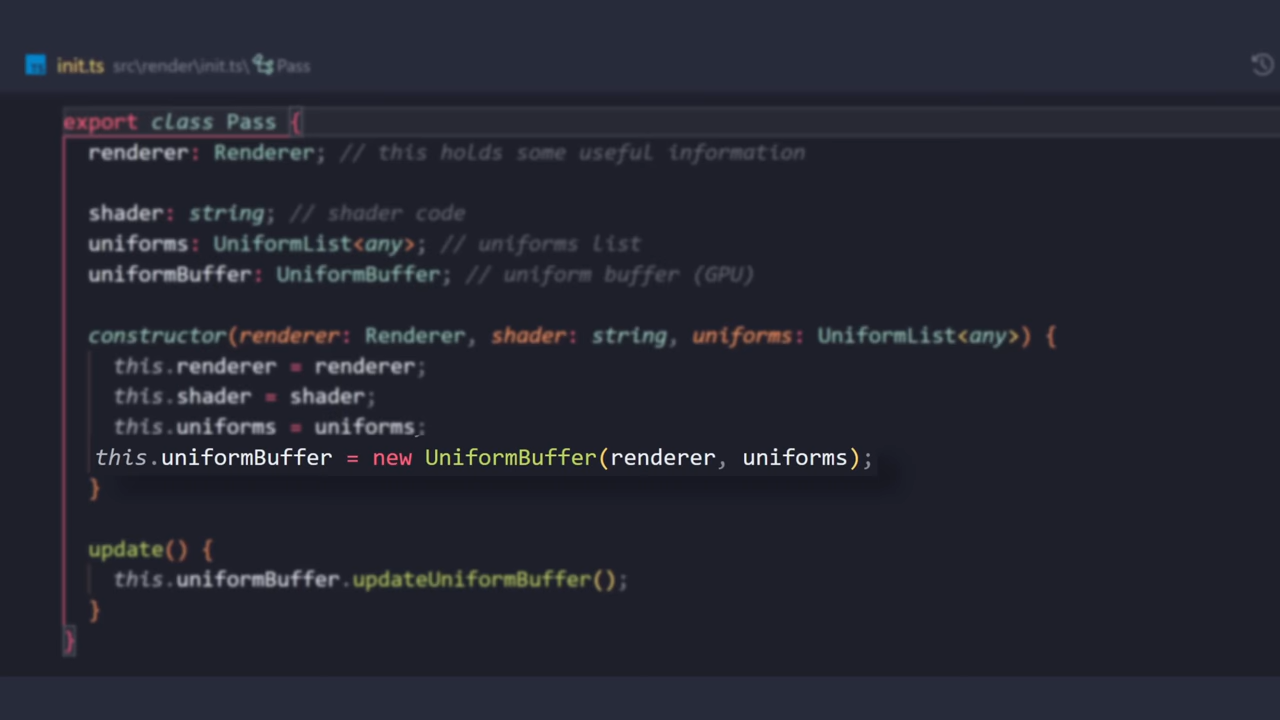 TS init.ts src\render\init.ts\ Pass
export class Pass {
renderer: Renderer; // this holds some useful information
shader: string; // shader code
uniforms: UniformList<any>; // uniforms list
uniformBuffer: UniformBuffer; // uniform buffer (GPU)
constructor(renderer: Renderer, shader: string, uniforms: UniformList<any>) {
this.renderer = renderer;
this.shader = shader;
this.uniforms = uniforms;
this.uniformBuffer = new UniformBuffer(renderer, uniforms);
}
update() {
this.uniformBuffer.updateUniformBuffer();
}
}